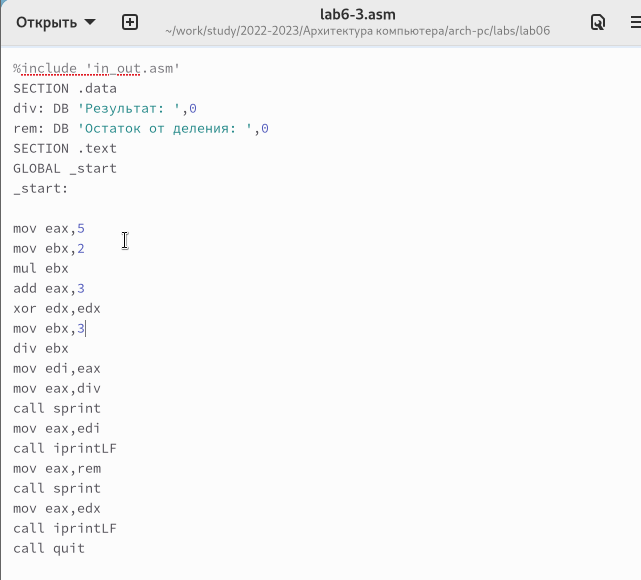 Открыть
lab6-3.asm
~/work/study/2022-2023/Архитектура компьютера/arch-pc/labs/lab06
%include 'in_out.asm'
SECTION .data
div: DB 'Результат: ',0
rem: DB 'Остаток от деления: ',0
SECTION .text
GLOBAL _start
_start:
mov eax,5
mov ebx,2
mul ebx
add eax,3
xor edx,edx
mov ebx,3
div ebx
mov edi,eax
mov eax,div
call sprint
mov eax,edi
call iprintLF
mov eax,rem
call sprint
mov eax,edx
call iprintLF
call quit